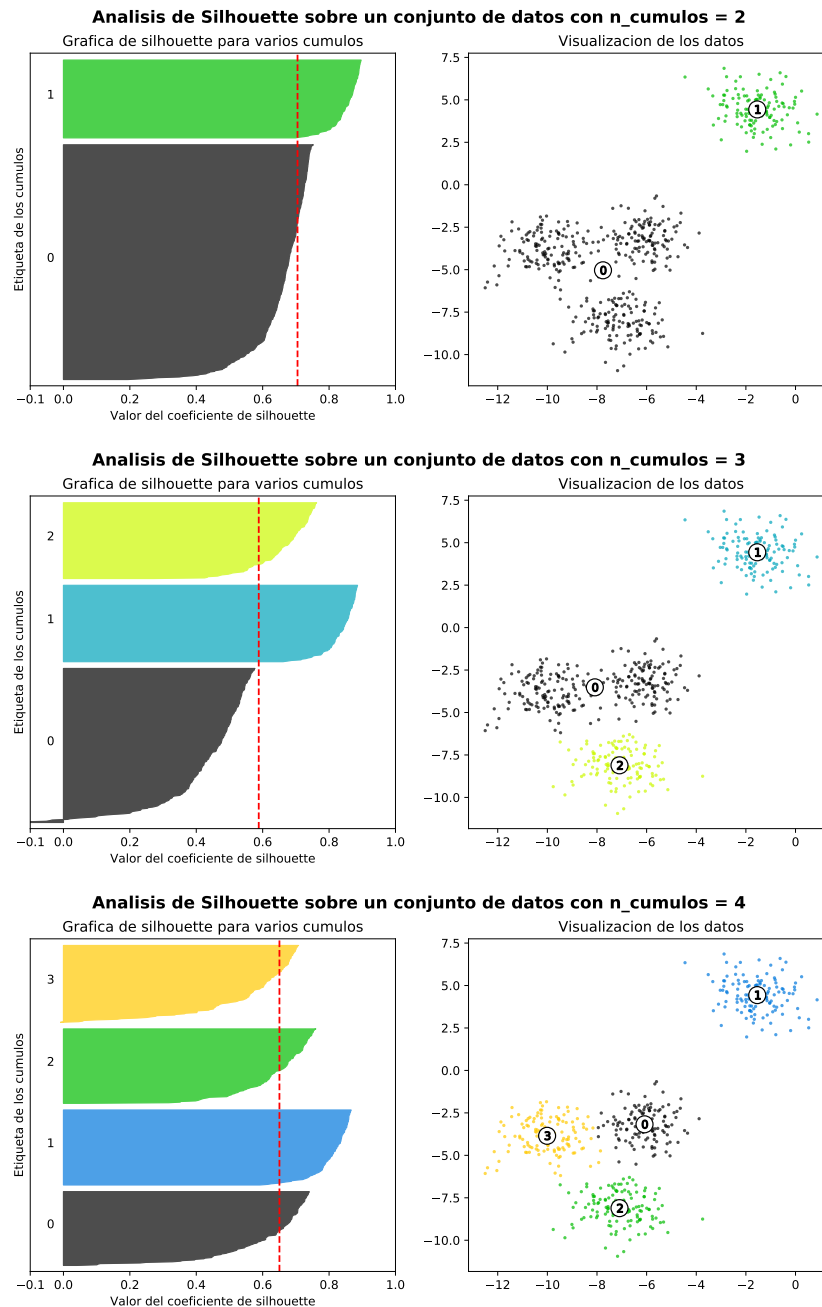 Analisis de Silhouette sobre un conjunto de datos con n_cumulos = 2
Grafica de silhouette para varios cumulos
Etiqueta de los cumulos
1
0
−0.1 0.0 0.2 0.4 0.6 0.8 1.0
Valor del coeficiente de silhouette
Visualizacion de los datos
7.5
5.0
2.5
0.0
−2.5
−5.0
−7.5
−10.0
1
0
−12 −10 −8 −6 −4 −2 0
Analisis de Silhouette sobre un conjunto de datos con n_cumulos = 3
Grafica de silhouette para varios cumulos
Etiqueta de los cumulos
2
1
0
−0.1 0.0 0.2 0.4 0.6 0.8 1.0
Valor del coeficiente de silhouette
Visualizacion de los datos
7.5
5.0
2.5
0.0
−2.5
−5.0
−7.5
−10.0
1
0
2
−12 −10 −8 −6 −4 −2 0
Analisis de Silhouette sobre un conjunto de datos con n_cumulos = 4
Grafica de silhouette para varios cumulos
Etiqueta de los cumulos
3
2
1
0
−0.1 0.0 0.2 0.4 0.6 0.8 1.0
Valor del coeficiente de silhouette
Visualizacion de los datos
7.5
5.0
2.5
0.0
−2.5
−5.0
−7.5
−10.0
1
0
3
2
−12 −10 −8 −6 −4 −2 0